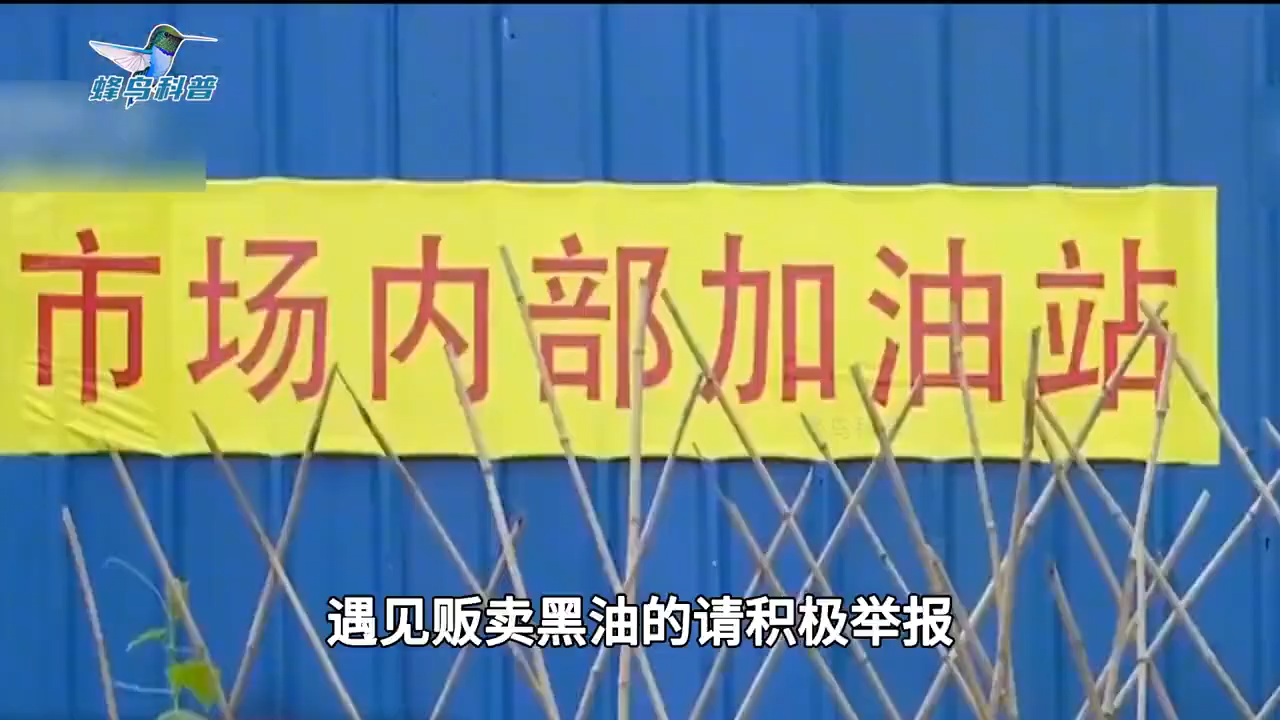 蜂鸟科普
市场内部加油站
遇见贩卖黑油的请积极举报